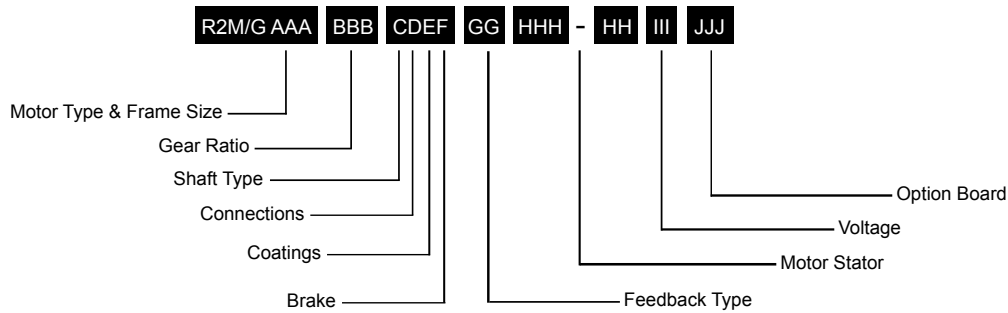 R2M/G AAA BBB CDEF GG HHH - HH III JJJ
Motor Type & Frame Size
Gear Ratio
Shaft Type
Connections
Coatings
Brake
Option Board
Voltage
Motor Stator
Feedback Type